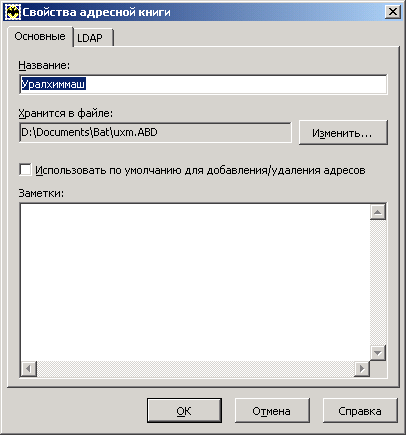 Свойства адресной книги
Основные LDAP
Название:
Уралхиммаш
Хранится в файле:
D:\Documents\Bat\uxm.ABD
Изменить...
Использовать по умолчанию для добавления/удаления адресов
Заметки:
OK Отмена Справка